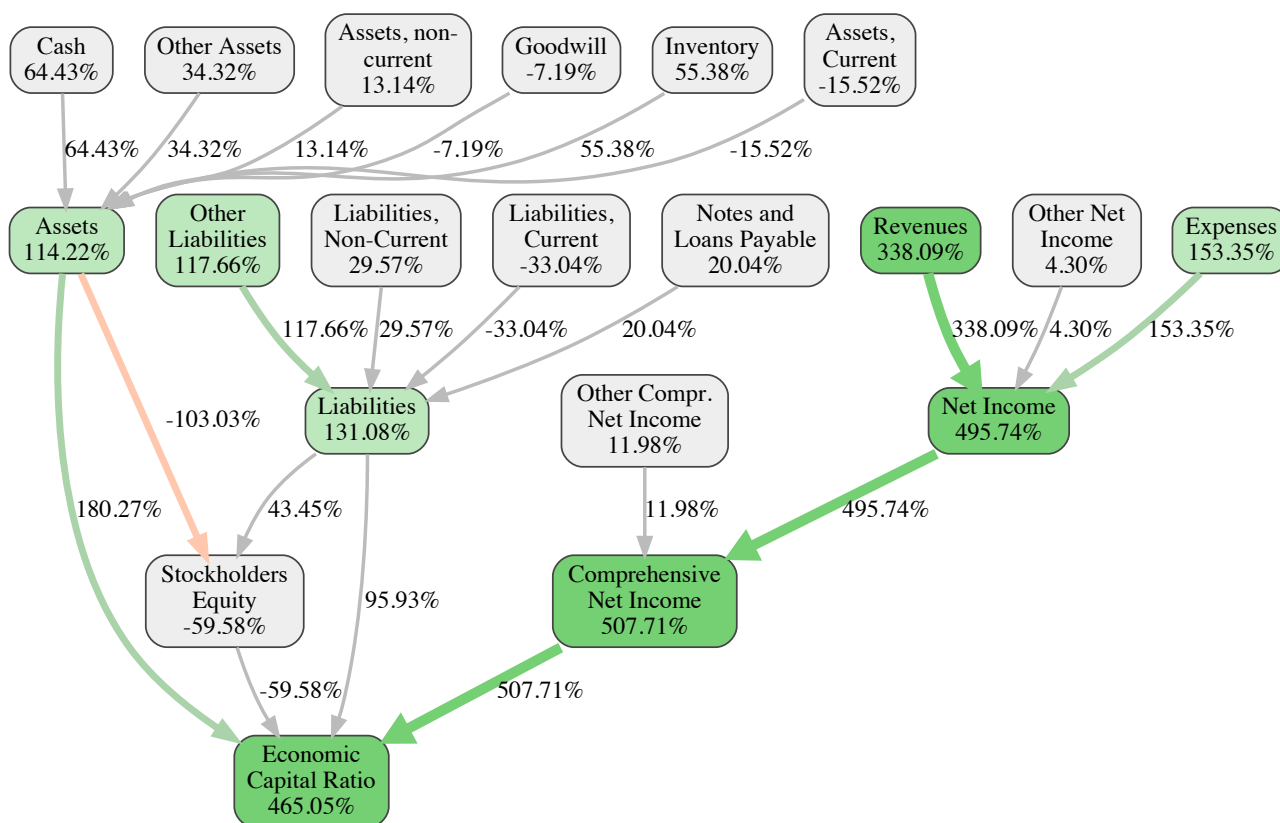 Cash
64.43%
Other Assets
34.32%
Assets, non-
current
13.14%
Goodwill
-7.19%
Inventory
55.38%
Assets,
Current
-15.52%
64.43%
34.32%
13.14%
-7.19%
55.38%
-15.52%
Assets
114.22%
Other
Liabilities
117.66%
Liabilities,
Non-Current
29.57%
Liabilities,
Current
-33.04%
Notes and
Loans Payable
20.04%
Revenues
338.09%
Other Net
Income
4.30%
Expenses
153.35%
117.66%
29.57%
-33.04%
20.04%
338.09%
4.30%
153.35%
-103.03%
Liabilities
131.08%
Other Compr.
Net Income
11.98%
Net Income
495.74%
180.27%
43.45%
11.98%
495.74%
Stockholders
Equity
-59.58%
95.93%
Comprehensive
Net Income
507.71%
-59.58%
507.71%
Economic
Capital Ratio
465.05%